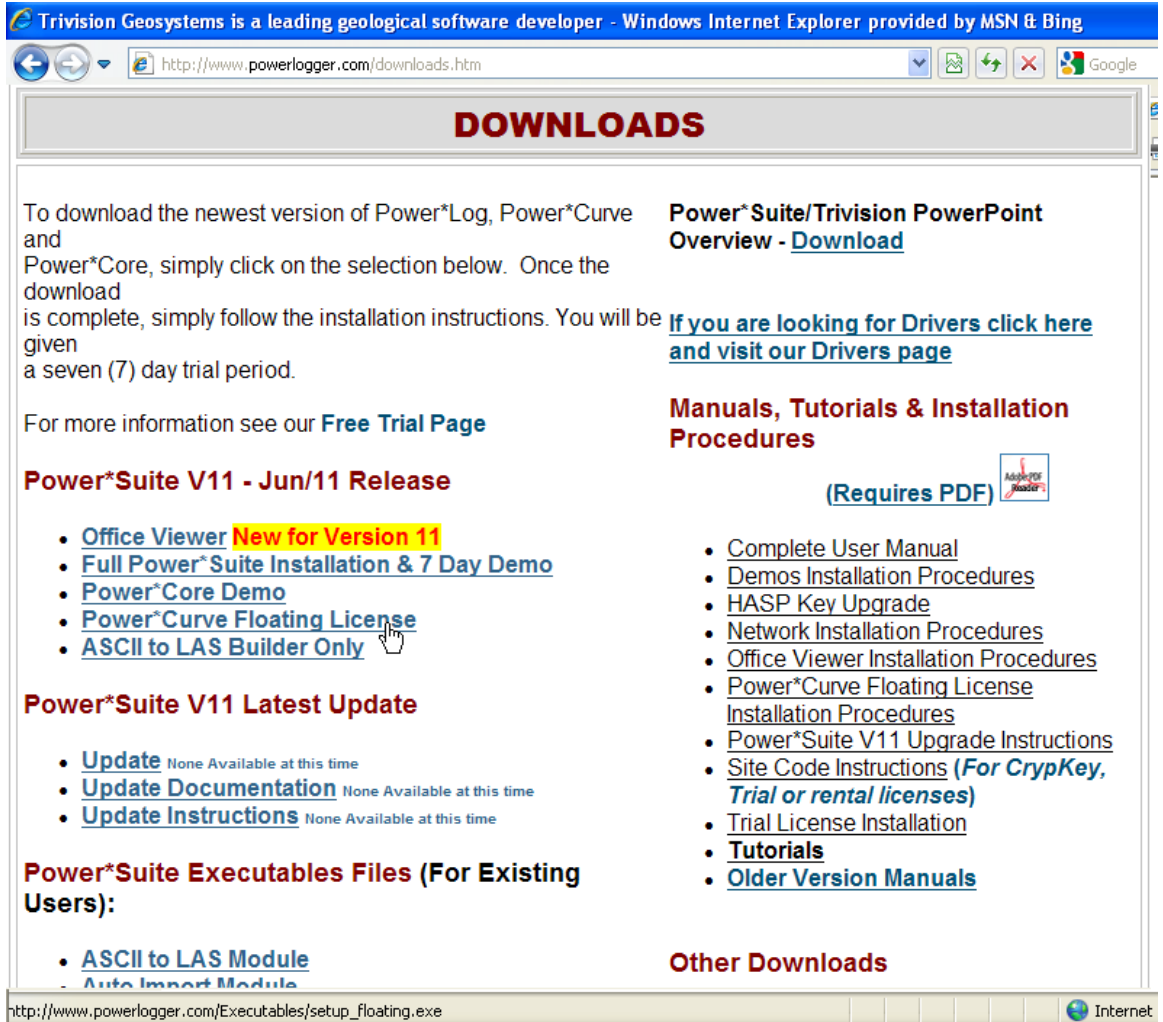 Trivision Geosystems is a leading geological software developer - Windows Internet Explorer provided by MSN & Bing
http://www.powerlogger.com/downloads.htm
Google
DOWNLOADS
To download the newest version of Power*Log, Power*Curve
and
Power*Core, simply click on the selection below. Once the
download
is complete, simply follow the installation instructions. You will be
given
a seven (7) day trial period.
For more information see our Free Trial Page
Power*Suite V11 - Jun/11 Release
• Office Viewer New for Version 11
• Full Power*Suite Installation & 7 Day Demo
• Power*Core Demo
• Power*Curve Floating License
• ASCII to LAS Builder Only
Power*Suite V11 Latest Update
• Update None Available at this time
• Update Documentation None Available at this time
• Update Instructions None Available at this time
Power*Suite Executables Files (For Existing
Users):
• ASCII to LAS Module
• Auto Import Module
Power*Suite/Trivision PowerPoint
Overview - Download
If you are looking for Drivers click here
and visit our Drivers page
Manuals, Tutorials & Installation
Procedures
(Requires PDF)
Adobe PDF
Reader
• Complete User Manual
• Demos Installation Procedures
• HASP Key Upgrade
• Network Installation Procedures
• Office Viewer Installation Procedures
• Power*Curve Floating License
Installation Procedures
• Power*Suite V11 Upgrade Instructions
• Site Code Instructions (For CrypKey,
Trial or rental licenses)
• Trial License Installation
• Tutorials
• Older Version Manuals
Other Downloads
http://www.powerlogger.com/Executables/setup_floating.exe
Internet